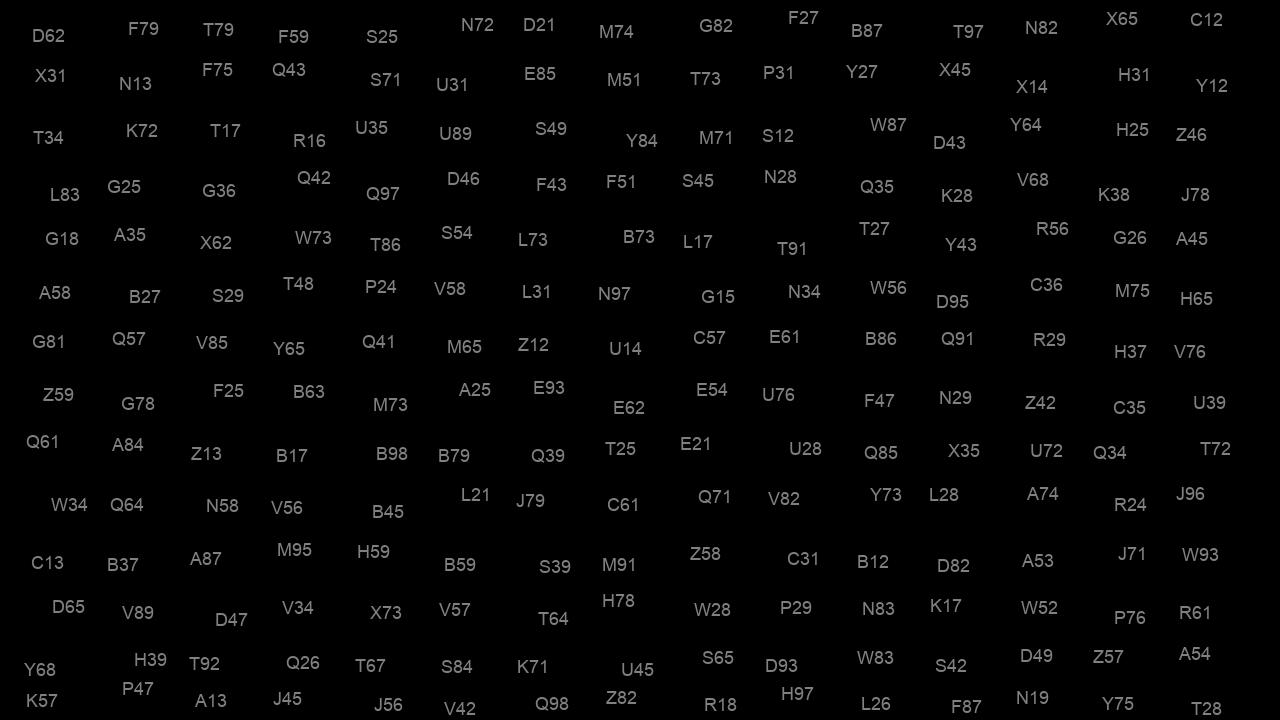 D62 F79 T79 F59 S25 N72 D21 M74 G82 F27 B87 T97 N82 X65 C12
X31 N13 F75 Q43 S71 U31 E85 M51 T73 P31 Y27 X45 X14 H31 Y12
T34 K72 T17 R16 U35 U89 S49 Y84 M71 S12 W87 D43 Y64 H25 Z46
L83 G25 G36 Q42 Q97 D46 F43 F51 S45 N28 Q35 K28 V68 K38 J78
G18 A35 X62 W73 T86 S54 L73 B73 L17 T91 T27 Y43 R56 G26 A45
A58 B27 S29 T48 P24 V58 L31 N97 G15 N34 W56 D95 C36 M75 H65
G81 Q57 V85 Y65 Q41 M65 Z12 U14 C57 E61 B86 Q91 R29 H37 V76
Z59 G78 F25 B63 M73 A25 E93 E62 E54 U76 F47 N29 Z42 C35 U39
Q61 A84 Z13 B17 B98 B79 Q39 T25 E21 U28 Q85 X35 U72 Q34 T72
W34 Q64 N58 V56 B45 L21 J79 C61 Q71 V82 Y73 L28 A74 R24 J96
C13 B37 A87 M95 H59 B59 S39 M91 Z58 C31 B12 D82 A53 J71 W93
D65 V89 D47 V34 X73 V57 T64 H78 W28 P29 N83 K17 W52 P76 R61
Y68 H39 T92 Q26 T67 S84 K71 U45 S65 D93 W83 S42 D49 Z57 A54
K57 P47 A13 J45 J56 V42 Q98 Z82 R18 H97 L26 F87 N19 Y75 T28